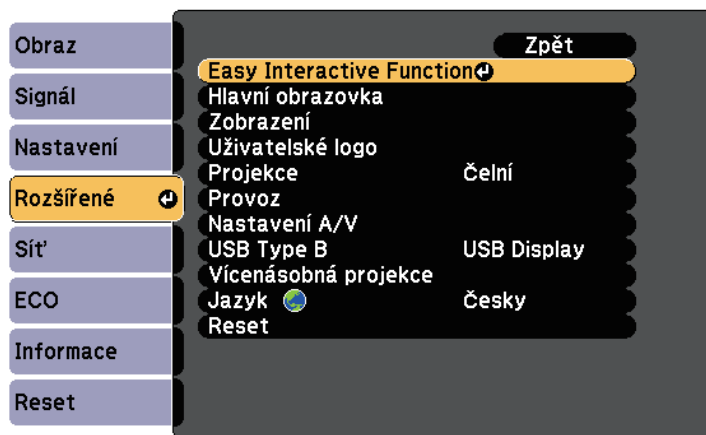 Obraz
Signál
Nastavení
Rozšířené
Síť
ECO
Informace
Reset
Zpět
Easy Interactive Function
Hlavní obrazovka
Zobrazení
Uživatelské logo
Projekce Čelní
Provoz
Nastavení A/V
USB Type B USB Display
Vícenásobná projekce
Jazyk Česky
Reset